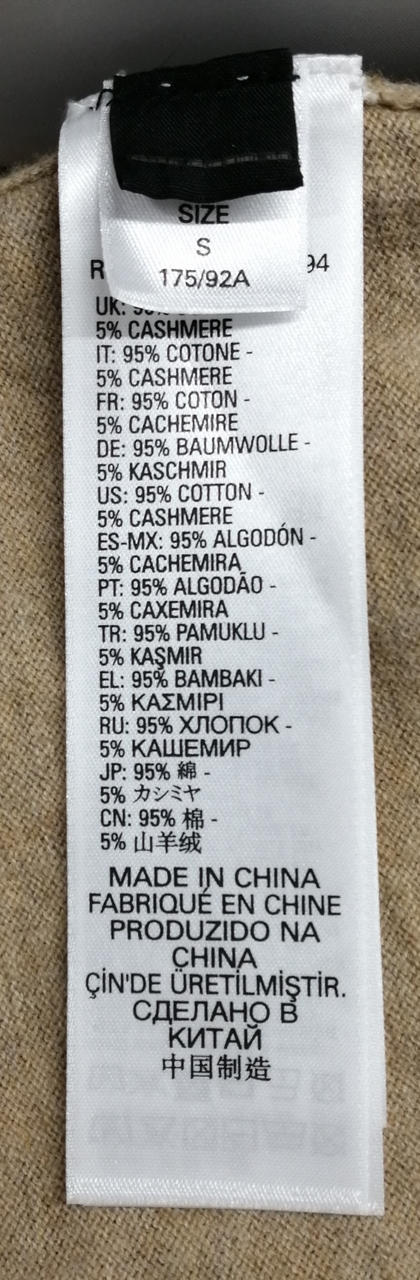 SIZE
S
175/92A
R 94
UK: 95%
5% CASHMERE
IT: 95% COTONE -
5% CASHMERE
FR: 95% COTON -
5% CACHEMIRE
DE: 95% BAUMWOLLE -
5% KASCHMIR
US: 95% COTTON -
5% CASHMERE
ES-MX: 95% ALGODÓN -
5% CACHEMIRA
PT: 95% ALGODÃO -
5% CAXEMIRA
TR: 95% PAMUKLU -
5% KAŞMIR
EL: 95% BAMBAKI -
5% ΚΑΣΜΙΡΙ
RU: 95% ХЛОПОК -
5% КАШЕМИР
JP: 95% 綿 -
5% カシミヤ
CN: 95% 棉 -
5% 山羊绒
MADE IN CHINA
FABRIQUÉ EN CHINE
PRODUZIDO NA
CHINA
ÇİN'DE ÜRETİLMİŞTİR.
СДЕЛАНО В
КИТАЙ
中国制造